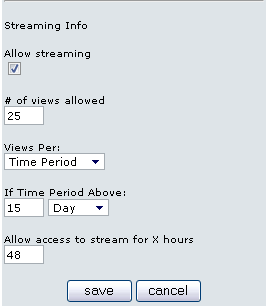 Streaming Info
Allow streaming
# of views allowed
25
Views Per:
Time Period
If Time Period Above:
15 Day
Allow access to stream for X hours
48
save cancel